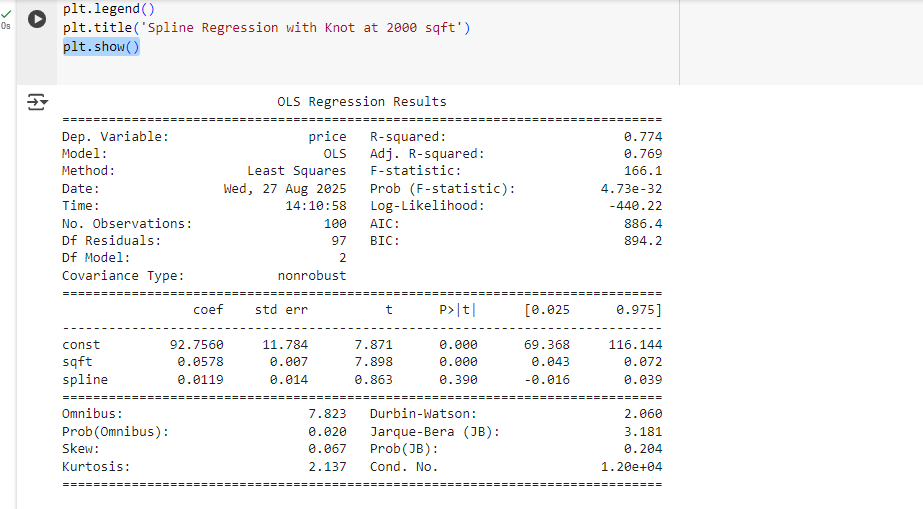 plt.legend()
plt.title('Spline Regression with Knot at 2000 sqft')
0s
plt.show()
OLS Regression Results
==============================================================================
Dep. Variable: price R-squared: 0.774
Model: OLS Adj. R-squared: 0.769
Method: Least Squares F-statistic: 166.1
Date: Wed, 27 Aug 2025 Prob (F-statistic): 4.73e-32
Time: 14:10:58 Log-Likelihood: -440.22
No. Observations: 100 AIC: 886.4
Df Residuals: 97 BIC: 894.2
Df Model: 2
Covariance Type: nonrobust
==============================================================================
coef std err t P>|t| [0.025 0.975]
------------------------------------------------------------------------------
const 92.7560 11.784 7.871 0.000 69.368 116.144
sqft 0.0578 0.007 7.898 0.000 0.043 0.072
spline 0.0119 0.014 0.863 0.390 -0.016 0.039
==============================================================================
Omnibus: 7.823 Durbin-Watson: 2.060
Prob(Omnibus): 0.020 Jarque-Bera (JB): 3.181
Skew: 0.067 Prob(JB): 0.204
Kurtosis: 2.137 Cond. No. 1.20e+04
==============================================================================